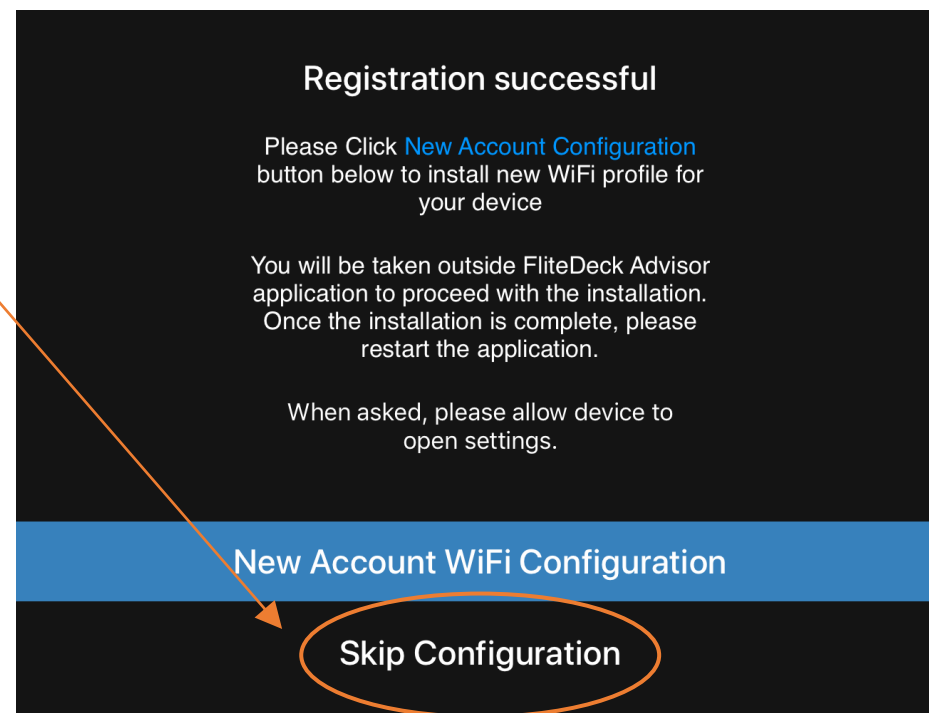 Registration successful
Please Click New Account Configuration
button below to install new WiFi profile for
your device
You will be taken outside FliteDeck Advisor
application to proceed with the installation.
Once the installation is complete, please
restart the application.
When asked, please allow device to
open settings.
New Account WiFi Configuration
Skip Configuration